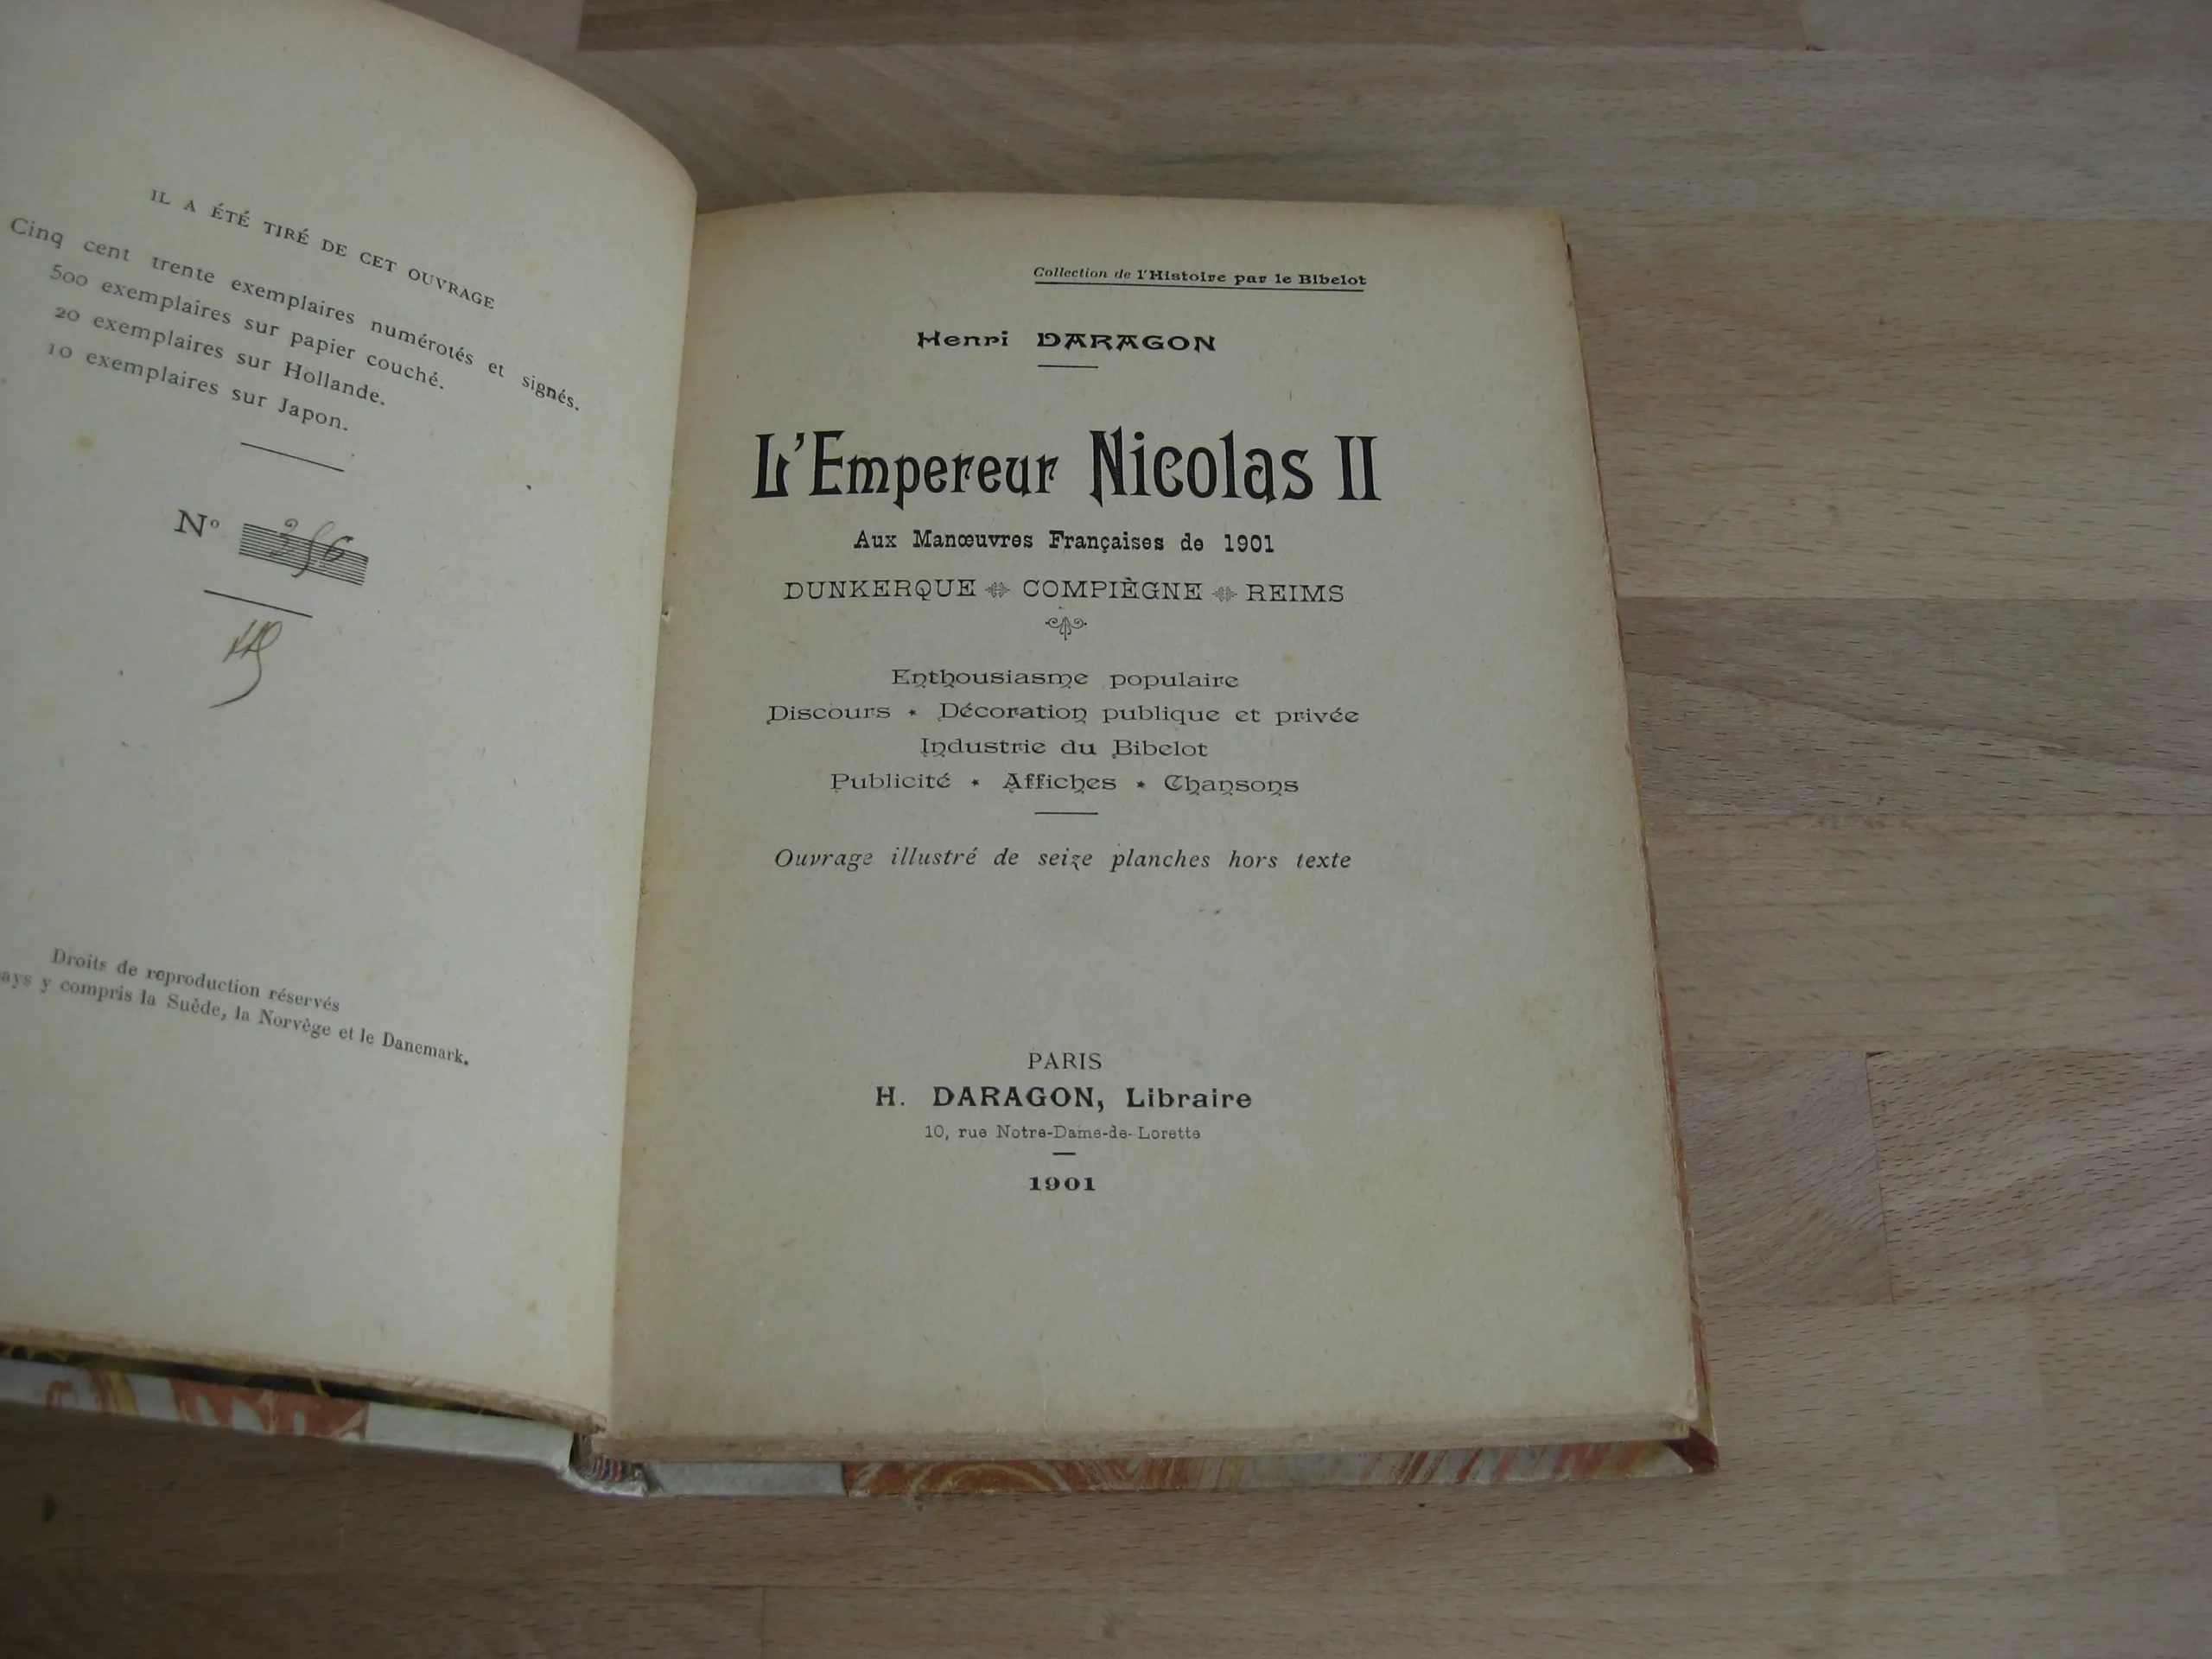 IL A ÉTÉ TIRÉ DE CET OUVRAGE
Cinq cent trente exemplaires numérotés et signés.
500 exemplaires sur papier couché.
20 exemplaires sur Hollande.
10 exemplaires sur Japon.
Nº 356
Droits de reproduction réservés
y compris la Suède, la Norvège et le Danemark.
Collection de l'Histoire par le Bibelot
Henri DARAGON
L'Empereur Nicolas II
Aux Manœuvres Françaises de 1901
DUNKERQUE COMPIÈGNE REIMS
Enthousiasme populaire
Discours * Décoration publique et privée
Industrie du Bibelot
Publicité * Affiches * Chansons
Ouvrage illustré de seize planches hors texte
PARIS
H. DARAGON, Libraire
10, rue Notre-Dame-de-Lorette
1901